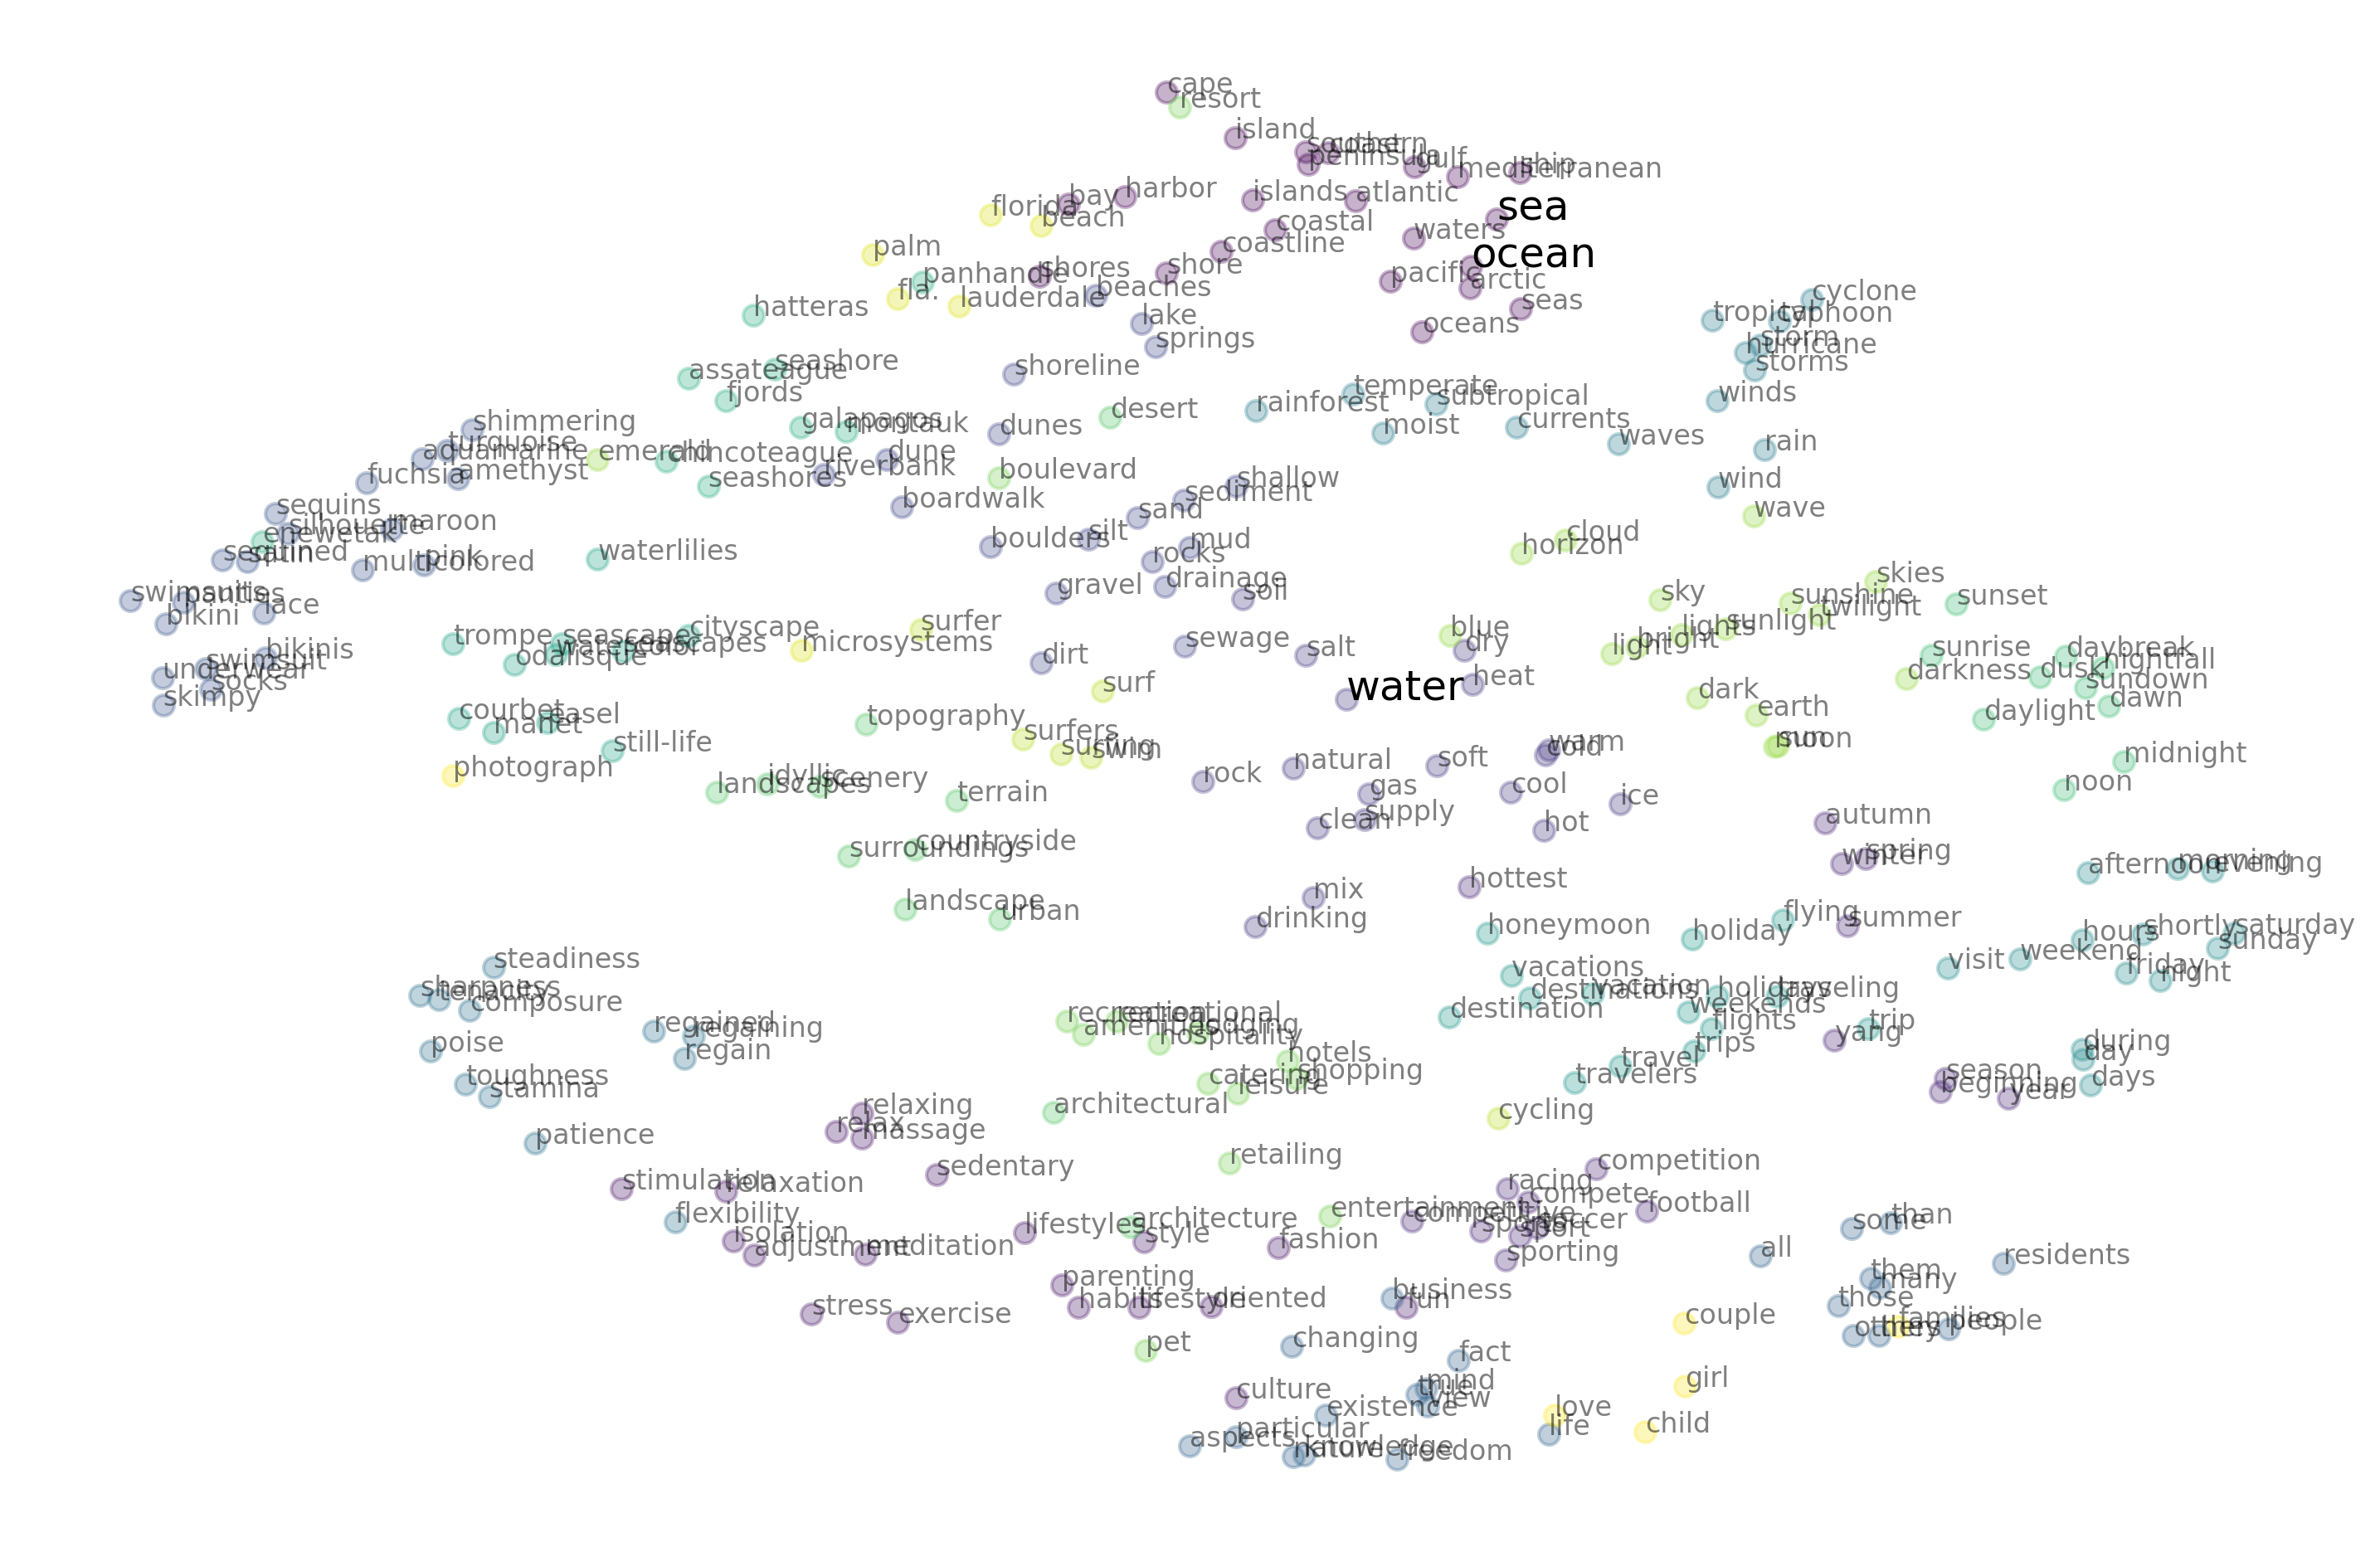 cape
resort
island
southern
coast
peninsula
gulf
mediterranean
ship
harbor
bay
islands
atlantic
florida
beach
sea
coastal
waters
palm
coastline
ocean
panhandle
shores
shore
pacific
arctic
fla.
lauderdale
beaches
seas
cyclone
hatteras
lake
oceans
tropical
typhoon
springs
storm
hurricane
storms
seashore
assateague
shoreline
fjords
temperate
subtropical
rainforest
winds
desert
galapagos
montauk
dunes
moist
currents
waves
rain
shimmering
turquoise
aquamarine
emerald
chincoteague
dune
riverbank
fuchsia
amethyst
seashores
boulevard
shallow
sediment
wind
boardwalk
sequins
silhouette
maroon
enewetak
sand
wave
boulders
silt
mud
rocks
cloud
horizon
sequined
satin
multicolored
pink
waterlilies
gravel
drainage
soil
sky
sunshine
skies
twilight
sunset
swimsuits
panties
lace
bikini
trompe
seascape
cityscape
watercolor
seascapes
odalisque
microsystems
surfer
sewage
salt
blue
dry
light
bright
lights
sunlight
sunrise
daybreak
nightfall
bikinis
swimsuit
underwear
socks
skimpy
dirt
surf
water
heat
dark
darkness
dusk
sundown
dawn
courbet
manet
easel
still-life
topography
surfers
surfing
swim
earth
sun
moon
daylight
midnight
photograph
landscapes
idyllic
scenery
terrain
rock
natural
gas
soft
warm
cold
cool
ice
noon
surroundings
countryside
clean
supply
hot
autumn
winter
spring
afternoon
morning
evening
landscape
urban
mix
drinking
hottest
honeymoon
holiday
flying
summer
hours
shortly
saturday
sunday
steadiness
vacations
visit
weekend
friday
night
sharpness
tenacity
composure
destination
destinations
vacation
holidays
traveling
weekends
regained
regaining
regain
recreation
recreational
amenities
lodging
hospitality
flights
trips
yang
trip
poise
hotels
shopping
travel
during
day
toughness
stamina
catering
leisure
travelers
season
beginning
year
days
relaxing
relax
massage
architectural
cycling
patience
sedentary
retailing
competition
stimulation
relaxation
racing
compete
football
flexibility
lifestyles
architecture
style
entertainment
competitive
sports
soccer
sport
some
than
isolation
adjustment
meditation
fashion
sporting
all
residents
parenting
habits
lifestyle
oriented
business
fun
them
many
those
stress
exercise
couple
others
they
families
people
pet
changing
fact
girl
culture
mind
true
view
existence
love
life
child
aspects
particular
nature
knowledge
freedom